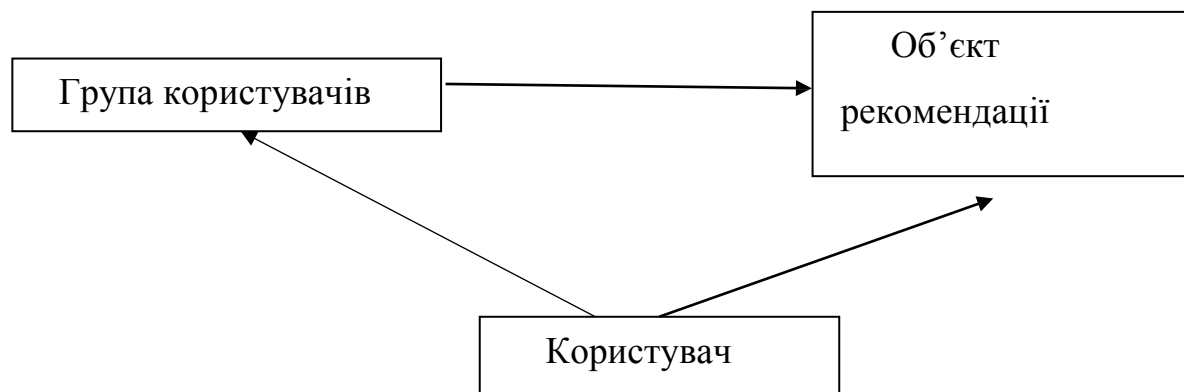 Об’єкт
рекомендації
Група користувачів
Користувач